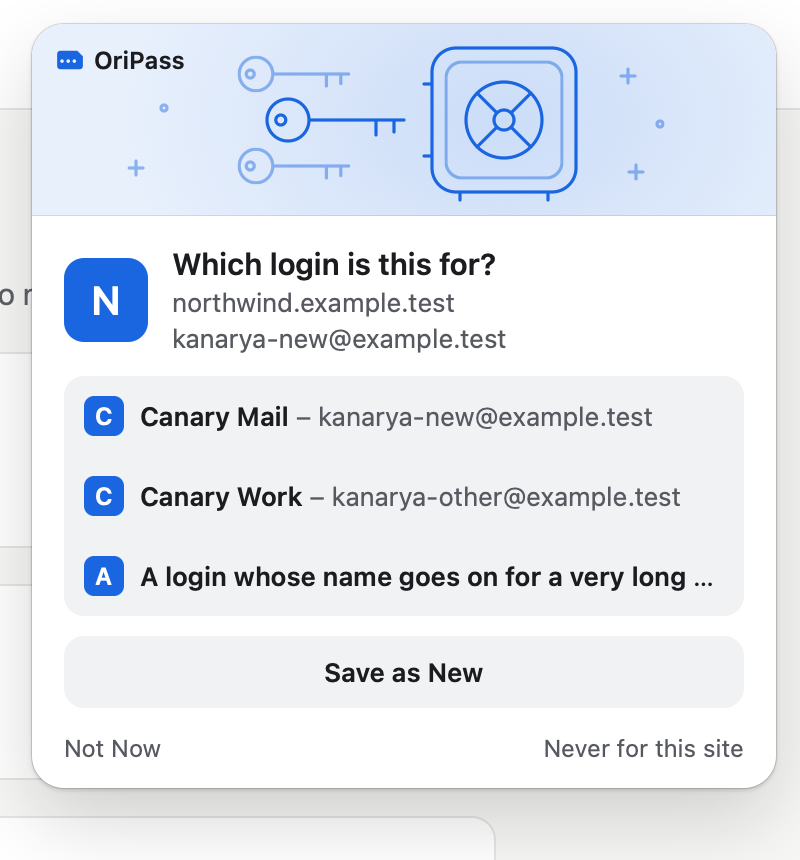 OriPass
Which login is this for?
N
northwind.example.test
kanarya-new@example.test
C Canary Mail – kanarya-new@example.test
C Canary Work – kanarya-other@example.test
A A login whose name goes on for a very long ...
Save as New
Not Now
Never for this site